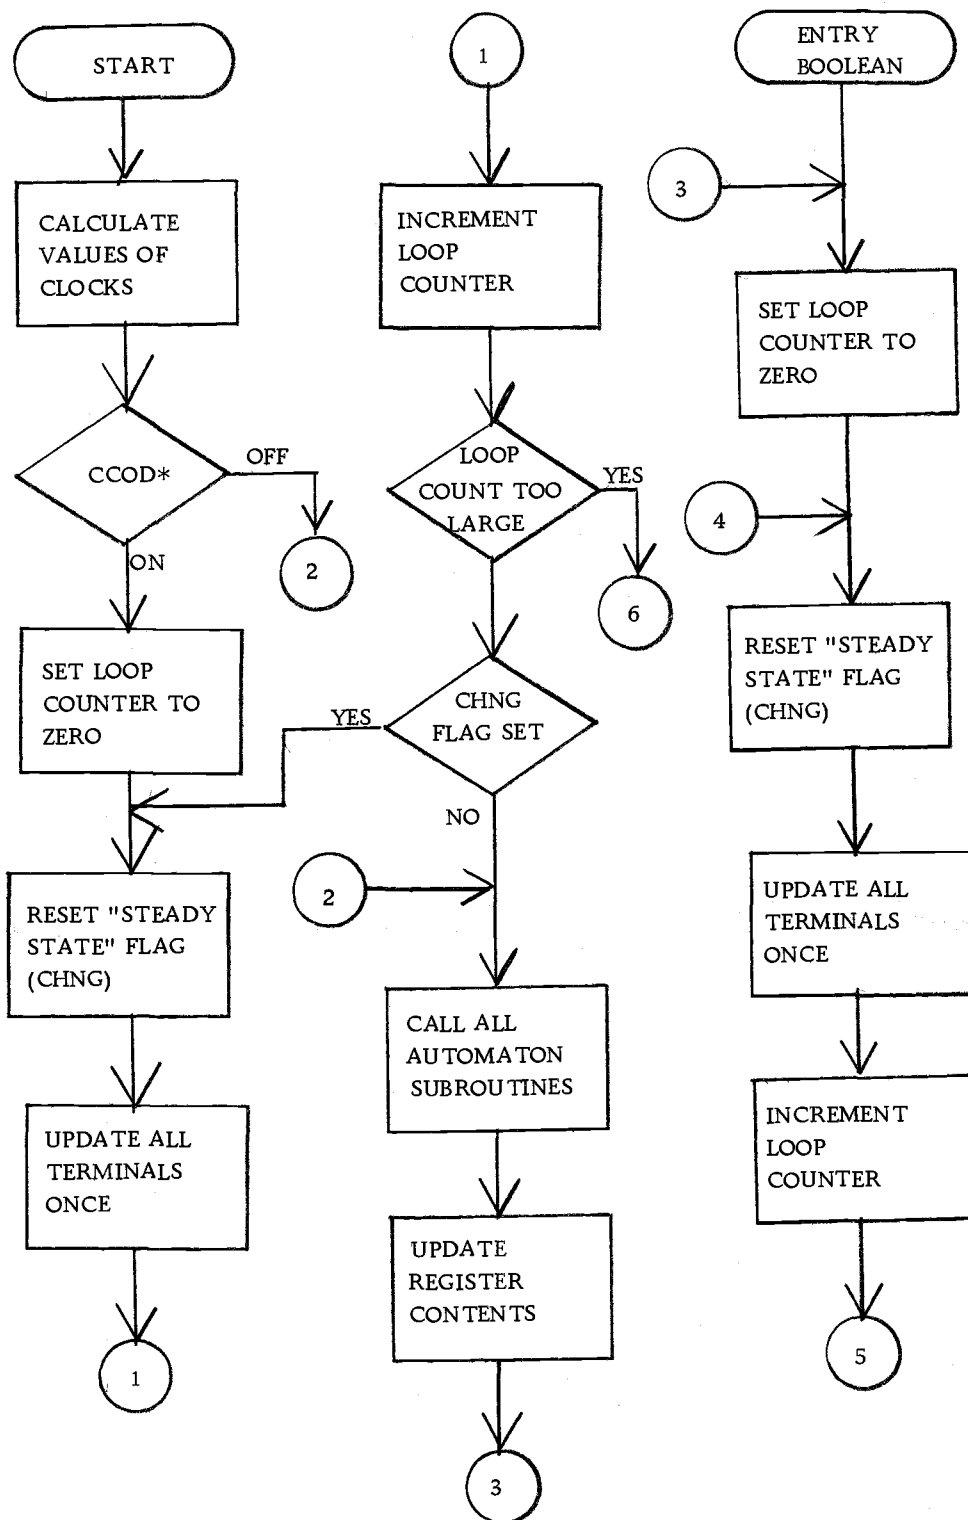 START
CALCULATE
VALUES OF
CLOCKS
CCOD*
OFF
2
ON
SET LOOP
COUNTER TO
ZERO
RESET "STEADY
STATE" FLAG
(CHNG)
UPDATE ALL
TERMINALS
ONCE
1
1
INCREMENT
LOOP
COUNTER
LOOP
COUNT TOO
LARGE
YES
6
CHNG
FLAG SET
YES
NO
2
CALL ALL
AUTOMATON
SUBROUTINES
UPDATE
REGISTER
CONTENTS
3
ENTRY
BOOLEAN
3
SET LOOP
COUNTER TO
ZERO
4
RESET "STEADY
STATE" FLAG
(CHNG)
UPDATE ALL
TERMINALS
ONCE
INCREMENT
LOOP
COUNTER
5